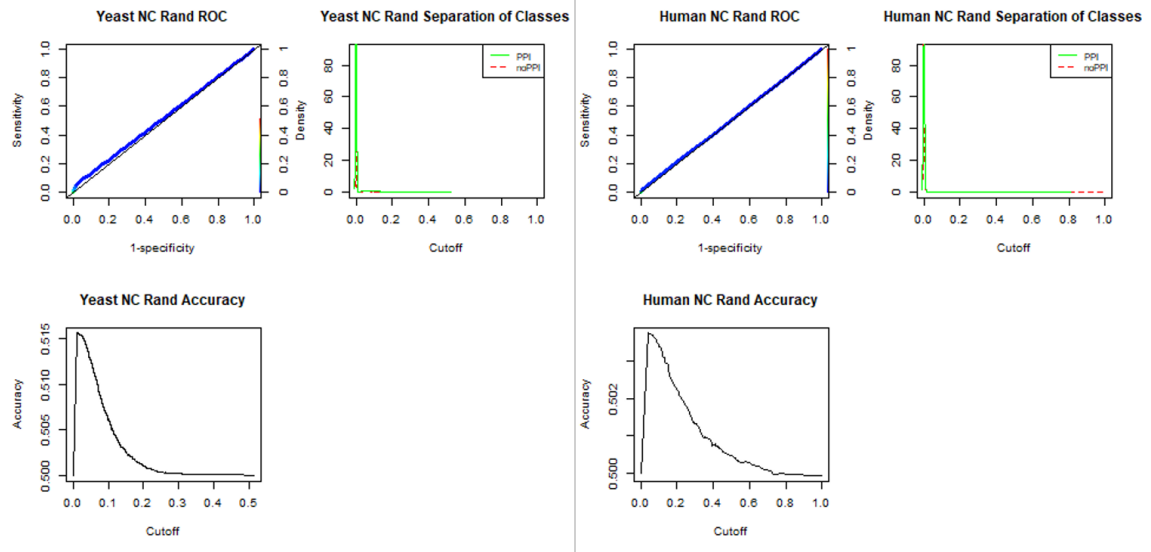 Yeast NC Rand ROC
Sensitivity
0.0 0.2 0.4 0.6 0.8 1.0
0 0.2 0.4 0.6 0.8 1
0.0 0.2 0.4 0.6 0.8 1.0
1-specificity
Yeast NC Rand Separation of Classes
Density
0 20 40 60 80
PPI
noPPI
0.0 0.2 0.4 0.6 0.8 1.0
Cutoff
Human NC Rand ROC
Sensitivity
0.0 0.2 0.4 0.6 0.8 1.0
0 0.2 0.4 0.6 0.8 1
0.0 0.2 0.4 0.6 0.8 1.0
1-specificity
Human NC Rand Separation of Classes
Density
0 20 40 60 80
PPI
noPPI
0.0 0.2 0.4 0.6 0.8 1.0
Cutoff
Yeast NC Rand Accuracy
Accuracy
0.500 0.505 0.510 0.515
0.0 0.1 0.2 0.3 0.4 0.5
Cutoff
Human NC Rand Accuracy
Accuracy
0.500 0.502
0.0 0.2 0.4 0.6 0.8 1.0
Cutoff